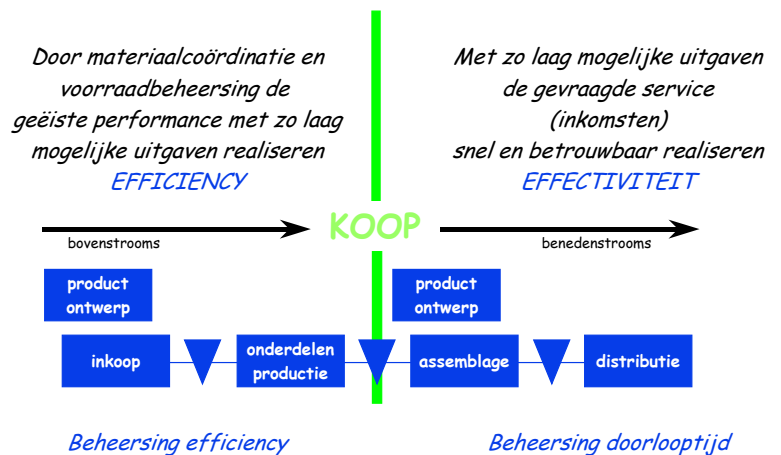 Door materiaalcoördinatie en
voorraadbeheersing de
geëiste performance met zo laag
mogelijke uitgaven realiseren
EFFICIENCY
Met zo laag mogelijke uitgaven
de gevraagde service
(inkomsten)
snel en betrouwbaar realiseren
EFFECTIVITEIT
KOOP
bovenstrooms
benedenstrooms
product
ontwerp
product
ontwerp
inkoop
onderdelen
productie
assemblage
distributie
Beheersing efficiency
Beheersing doorlooptijd